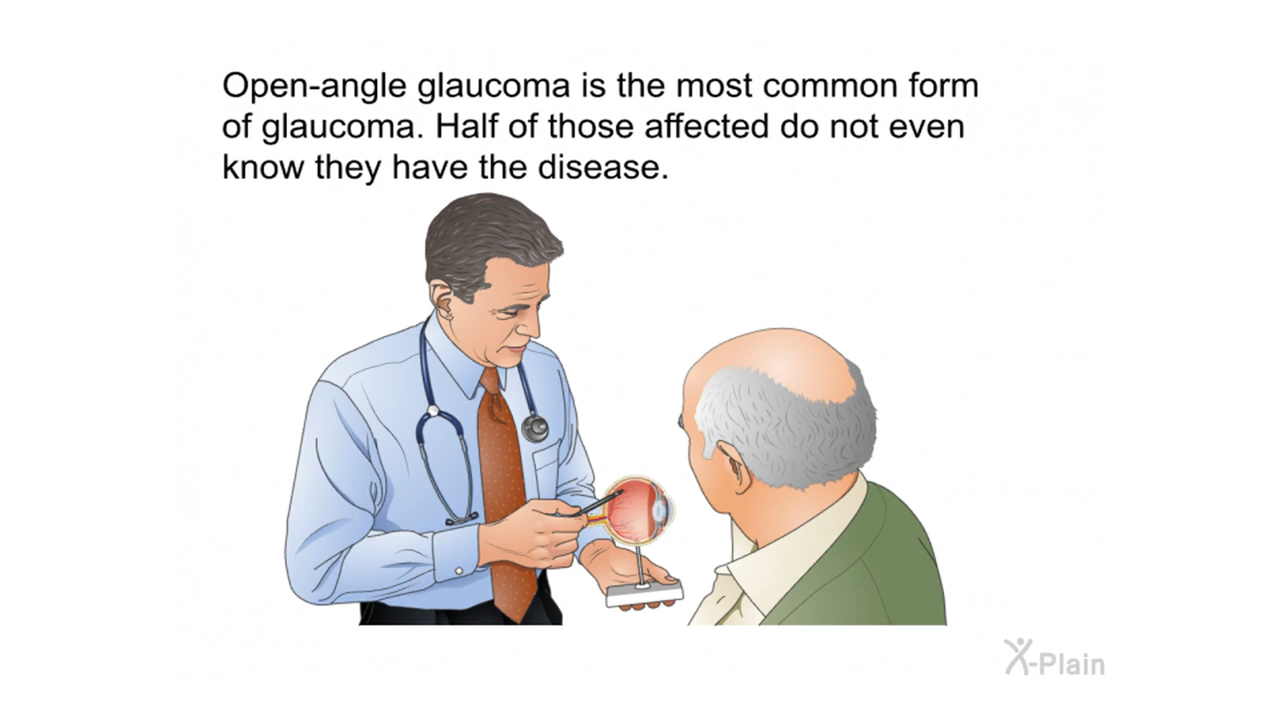 Open-angle glaucoma is the most common form
of glaucoma. Half of those affected do not even
know they have the disease.
X-Plain